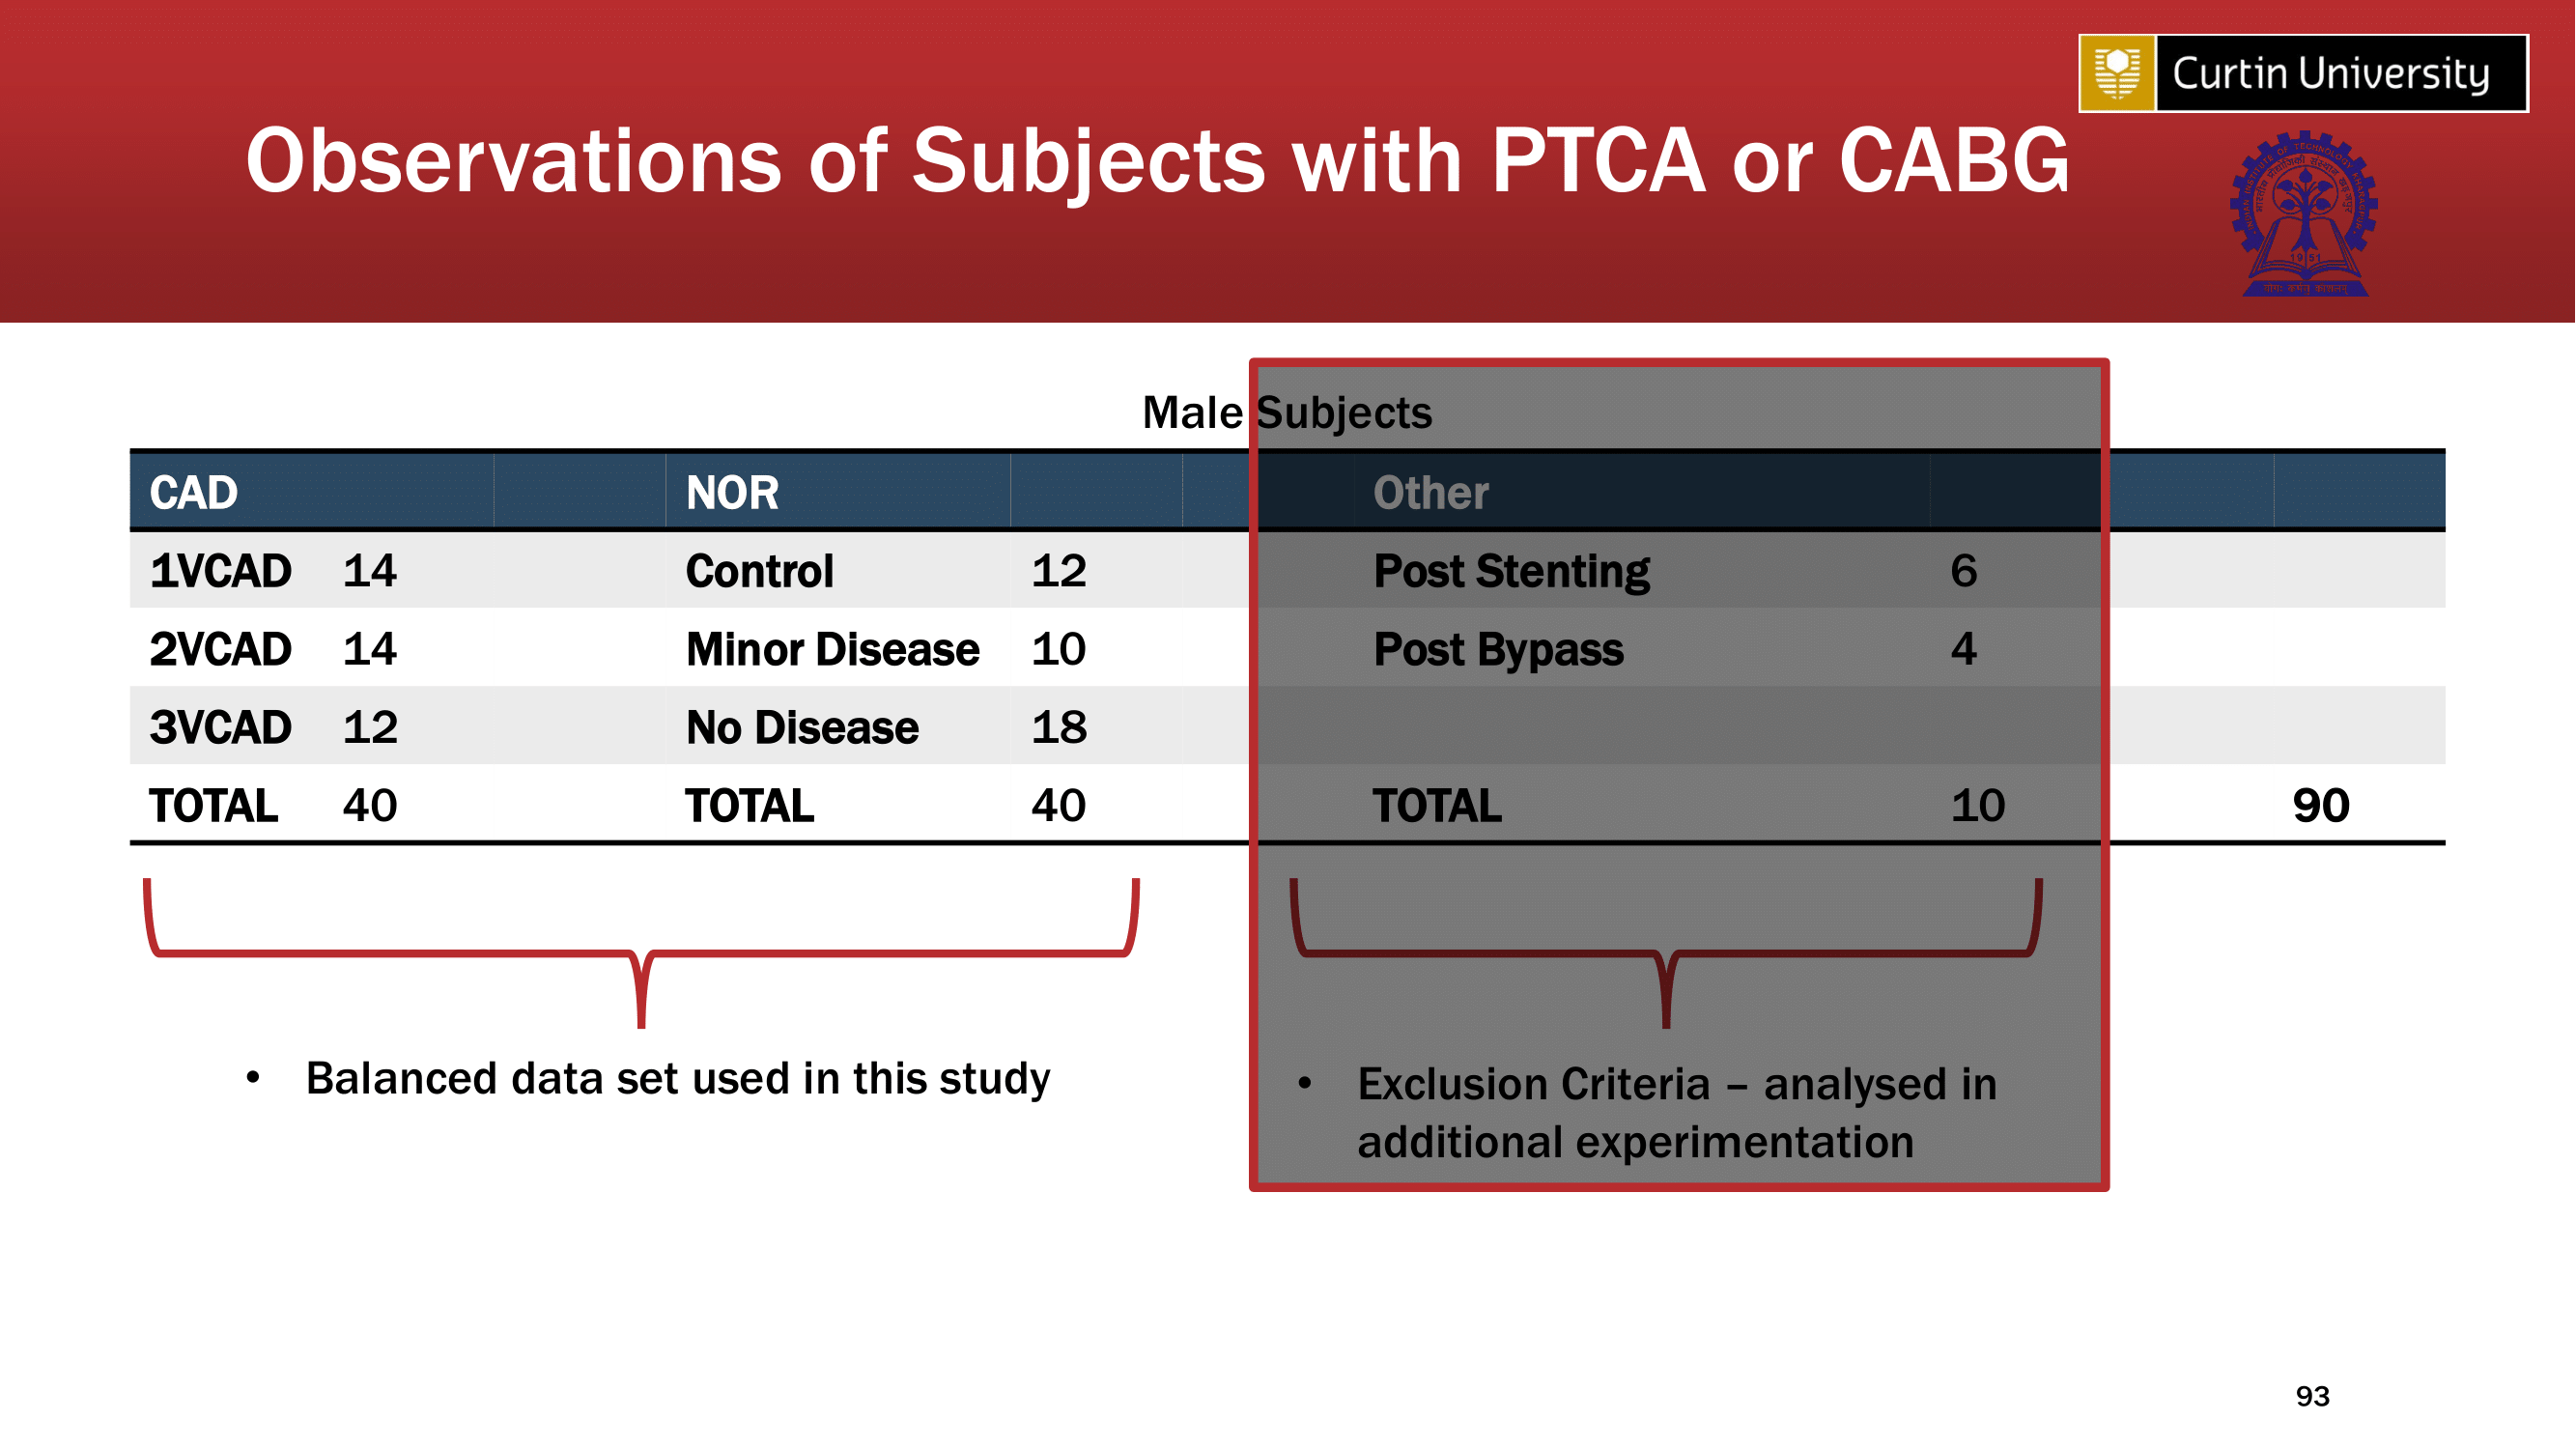 Curtin University
Observations of Subjects with PTCA or CABG
1951
Male Subjects
CAD NOR Other
1VCAD 14 Control 12 Post Stenting 6
2VCAD 14 Minor Disease 10 Post Bypass 4
3VCAD 12 No Disease 18
TOTAL 40 TOTAL 40 TOTAL 10 90
• Balanced data set used in this study
• Exclusion Criteria – analysed in
additional experimentation
93